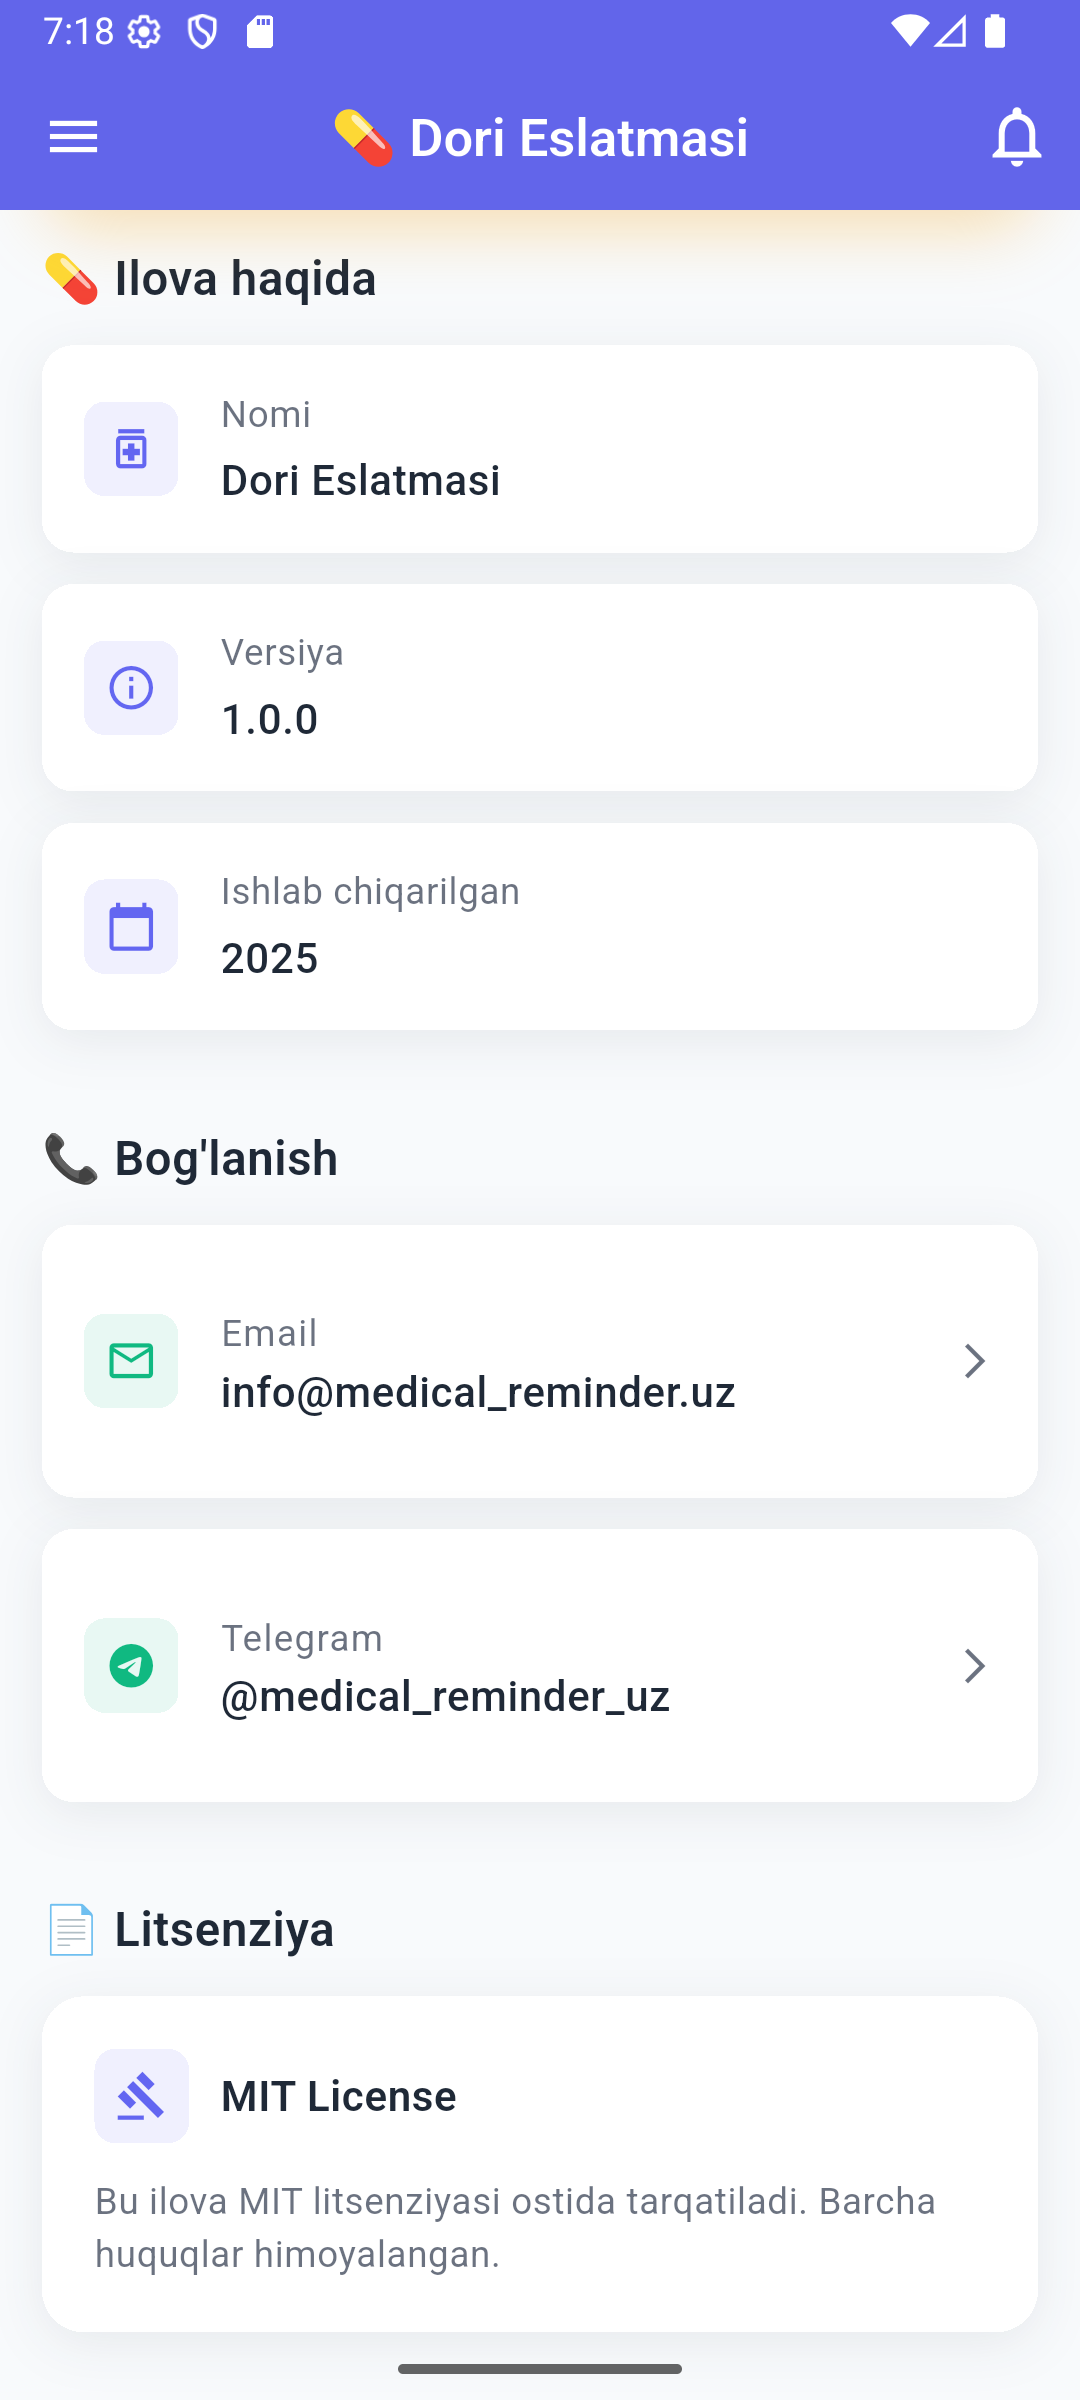 7:18
Dori Eslatmasi
Ilova haqida
Nomi
Dori Eslatmasi
Versiya
1.0.0
Ishlab chiqarilgan
2025
Bog'lanish
Email
info@medical_reminder.uz
Telegram
@medical_reminder_uz
Litsenziya
MIT License
Bu ilova MIT litsenziyasi ostida tarqatiladi. Barcha
huquqlar himoyalangan.